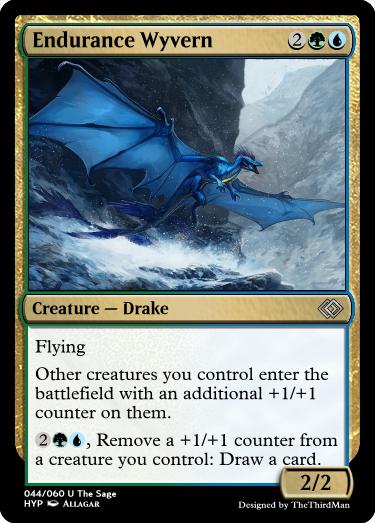 Endurance Wyvern 2
Creature — Drake
Flying
Other creatures you control enter the
battlefield with an additional +1/+1
counter on them.
2, Remove a +1/+1 counter from
a creature you control: Draw a card.
2/2
044/060 U The Sage
HYP ALLAGAR
Designed by TheThirdMan